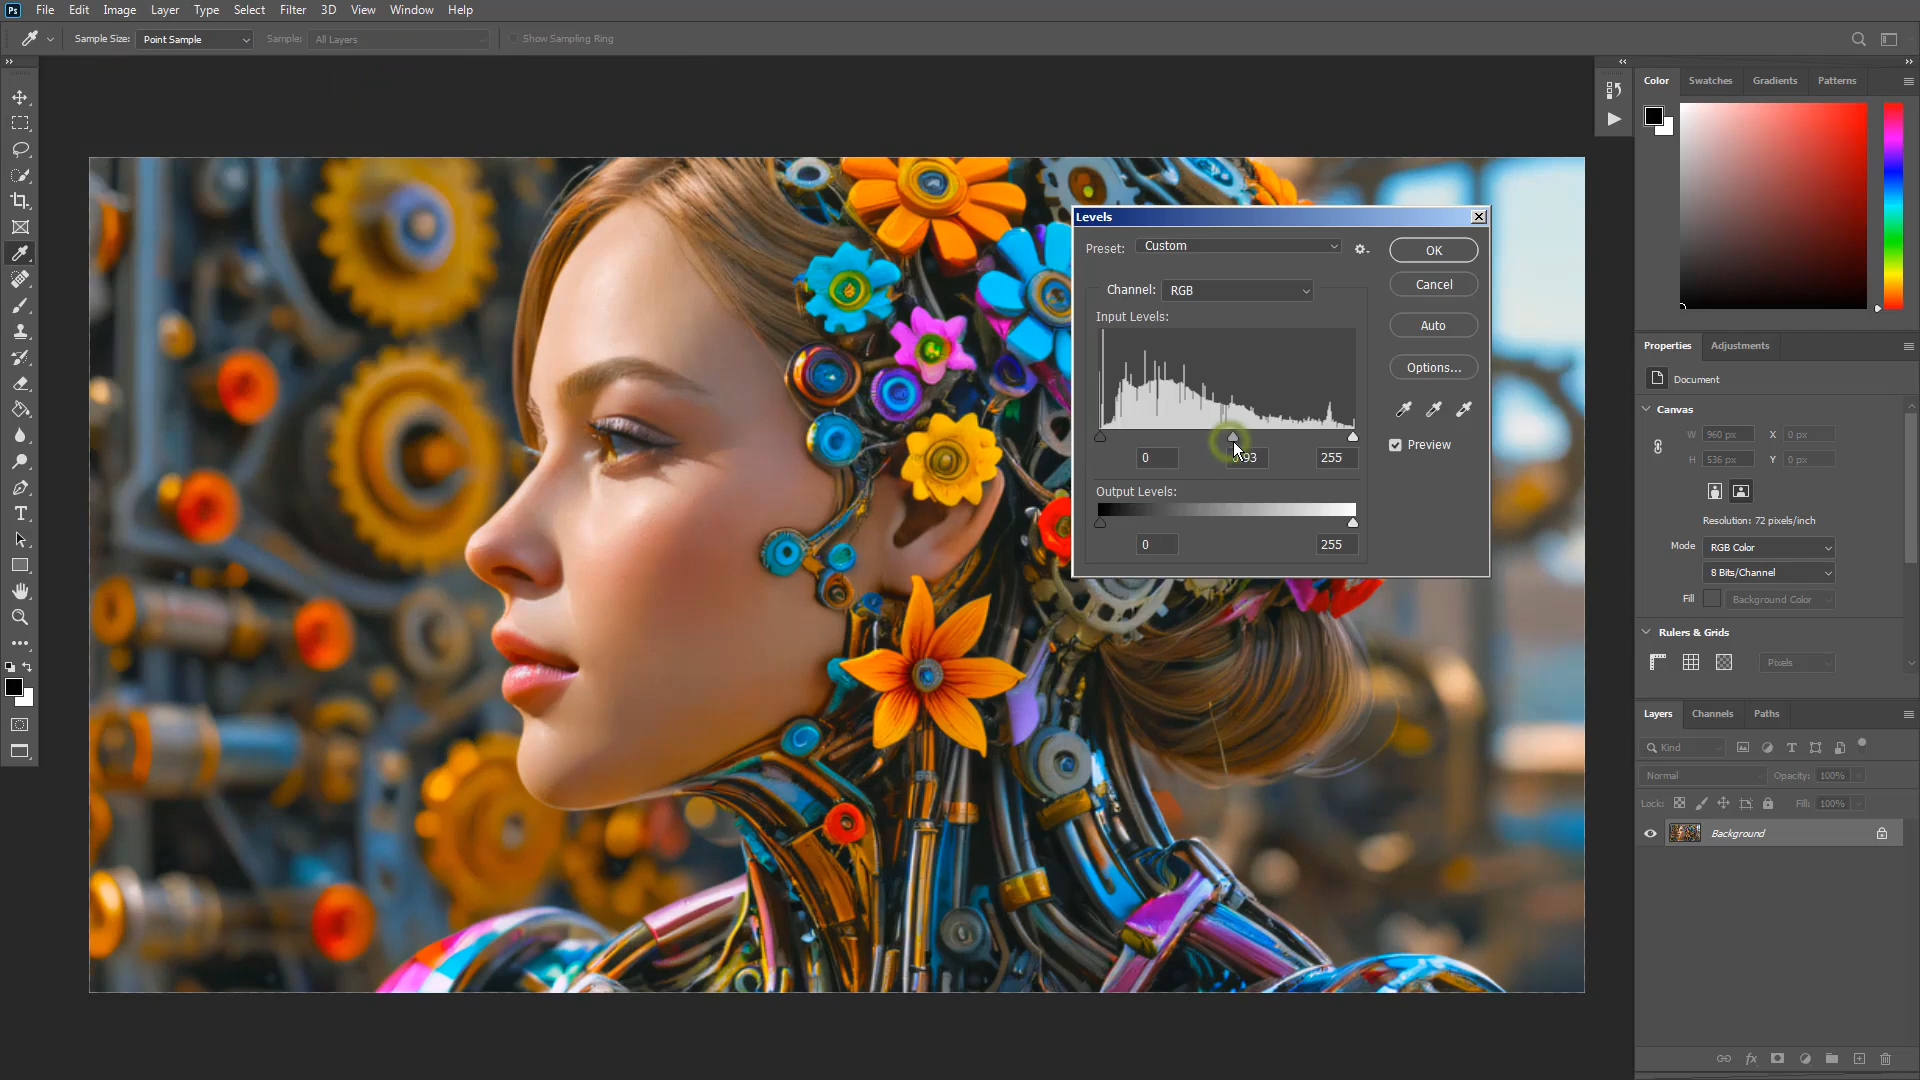 Ps File Edit Image Layer Type Select Filter 3D View Window Help
Sample Size: Point Sample Sample: All Layers Show Sampling Ring
Color Swatches Gradients Patterns
Levels
Preset: Custom
OK
Channel: RGB
Cancel
Input Levels:
Auto
Options...
Preview
0 255
Output Levels:
0 255
Properties Adjustments
Document
Canvas
W 960 px X 0 px
H 536 px Y 0 px
Resolution: 72 pixels/inch
Mode RGB Color
8 Bits/Channel
Fill Background Color
Rulers & Grids
Pixels
Layers Channels Paths
Kind
Normal Opacity: 100%
Lock: Fill: 100%
Background